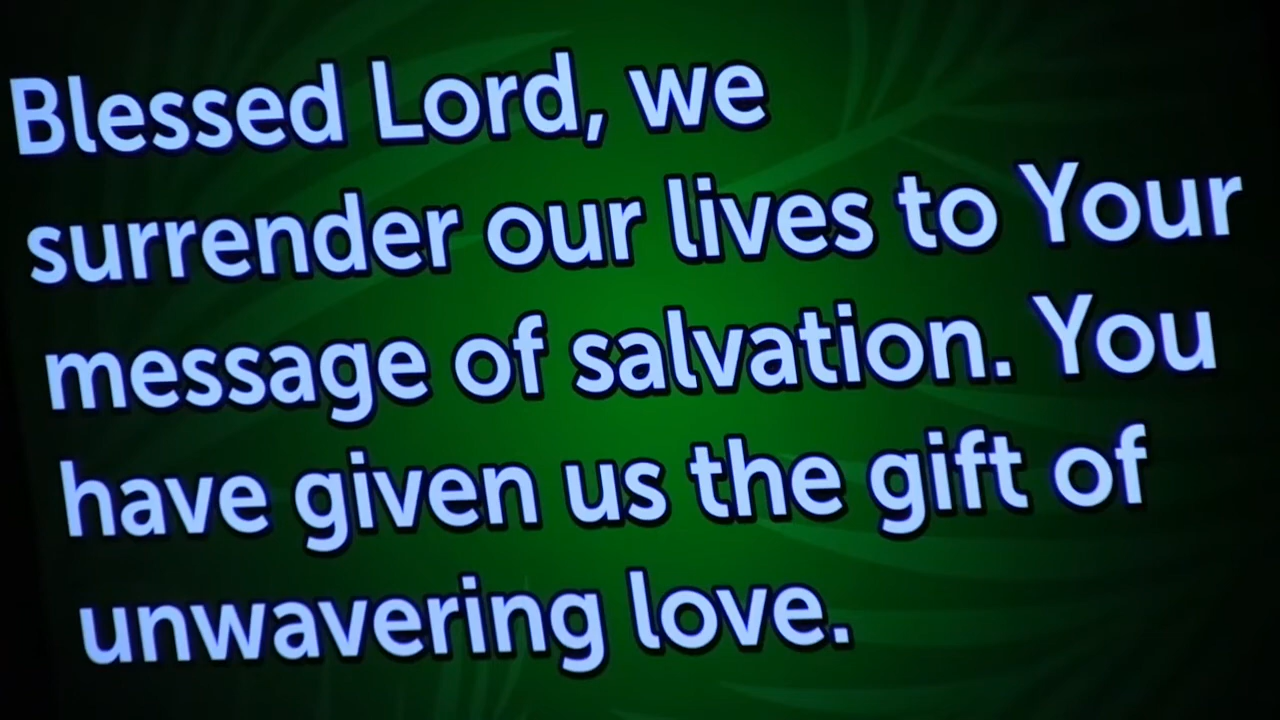 Blessed Lord, we
surrender our lives to Your
message of salvation. You
have given us the gift of
unwavering love.